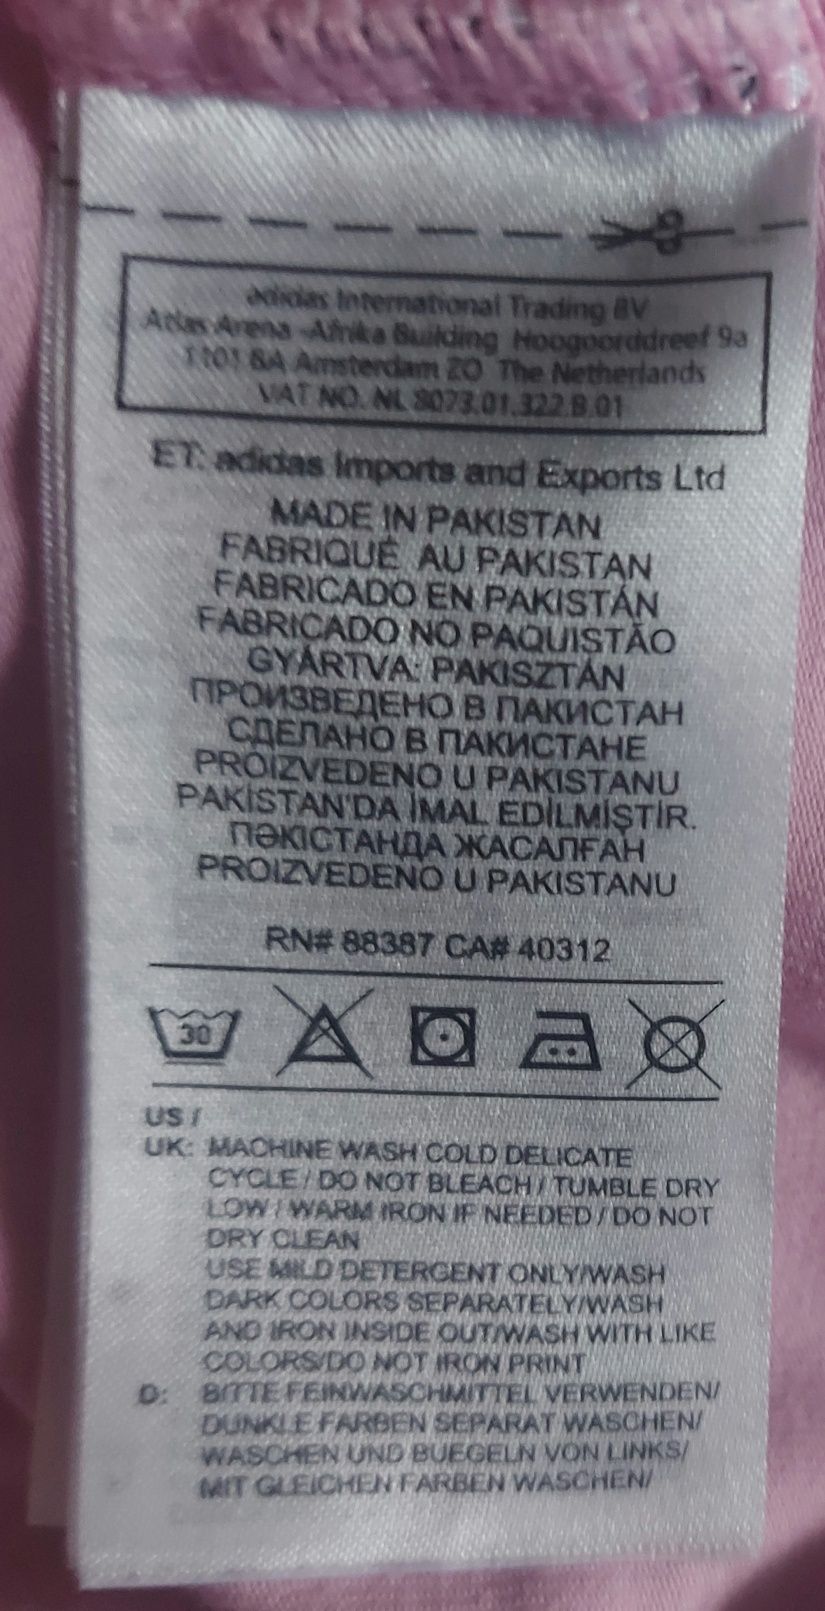 adidas International Trading BV
Atlas Arena -Afrika Building Hoogoorddreef 9a
1101 BA Amsterdam ZO The Netherlands
VAT NO. NL 8073.01.322.B.01
ET: adidas Imports and Exports Ltd
MADE IN PAKISTAN
FABRIQUÉ AU PAKISTAN
FABRICADO EN PAKISTÁN
FABRICADO NO PAQUISTÃO
GYÁRTVA: PAKISZTÁN
ПРОИЗВЕДЕНО В ПАКИСТАН
СДЕЛАНО В ПАКИСТАНЕ
PROIZVEDENO U PAKISTANU
PAKİSTAN'DA İMAL EDİLMİŞTİR.
ПӘКІСТАНДА ЖАСАЛҒАН
PROIZVEDENO U PAKISTANU
RN# 88387 CA# 40312
30
US /
UK: MACHINE WASH COLD DELICATE
CYCLE / DO NOT BLEACH / TUMBLE DRY
LOW / WARM IRON IF NEEDED / DO NOT
DRY CLEAN
USE MILD DETERGENT ONLY/WASH
DARK COLORS SEPARATELY/WASH
AND IRON INSIDE OUT/WASH WITH LIKE
COLORS/DO NOT IRON PRINT
D: BITTE FEINWASCHMITTEL VERWENDEN/
DUNKLE FARBEN SEPARAT WASCHEN/
WASCHEN UND BUEGELN VON LINKS/
MIT GLEICHEN FARBEN WASCHEN/